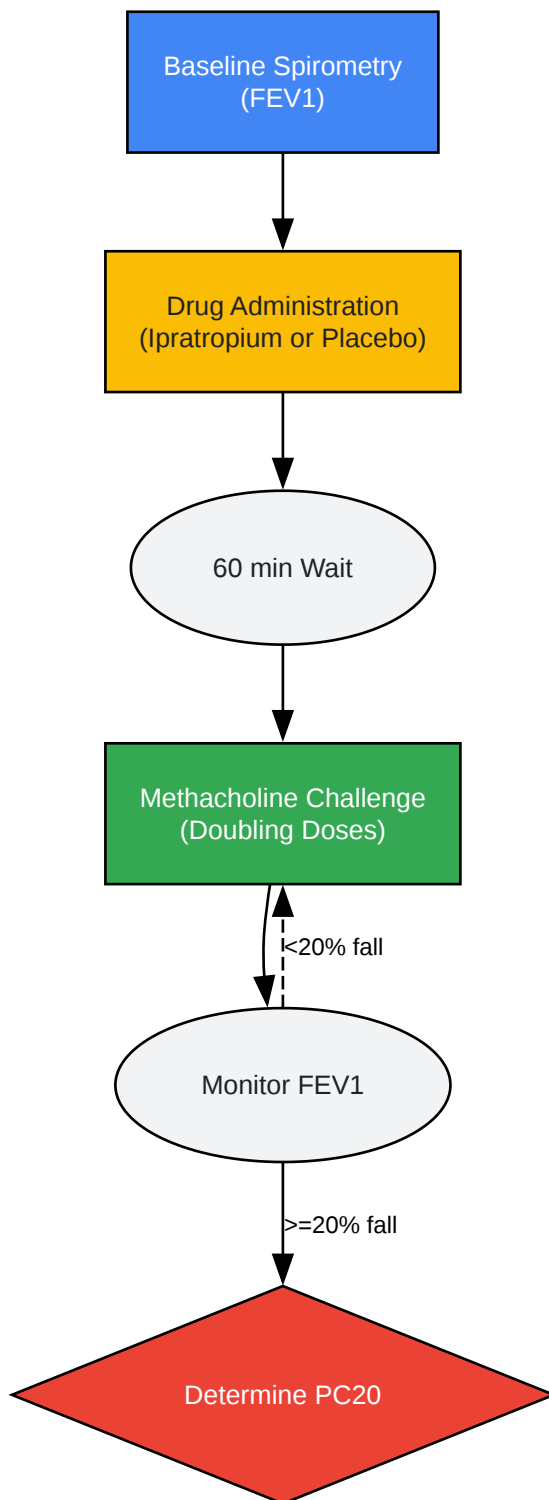 Baseline Spirometry
(FEV1)
Drug Administration
(Ipratropium or Placebo)
60 min Wait
Methacholine Challenge
(Doubling Doses)
<20% fall
Monitor FEV1
>=20% fall
Determine PC20